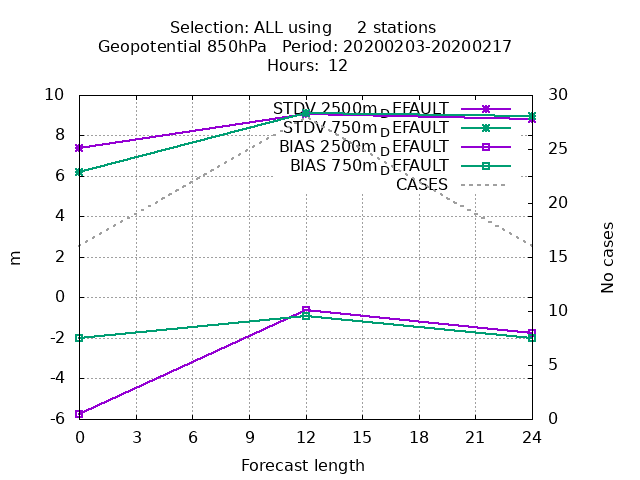 Selection: ALL using     2 stations
Geopotential 850hPa   Period: 20200203-20200217
Hours: 12
STDV 2500m_DEFAULT
STDV 750m_DEFAULT
BIAS 2500m_DEFAULT
BIAS 750m_DEFAULT
CASES
10
8
6
4
2
0
-2
-4
-6
m
30
25
20
15
10
5
0
No cases
0 3 6 9 12 15 18 21 24
Forecast length